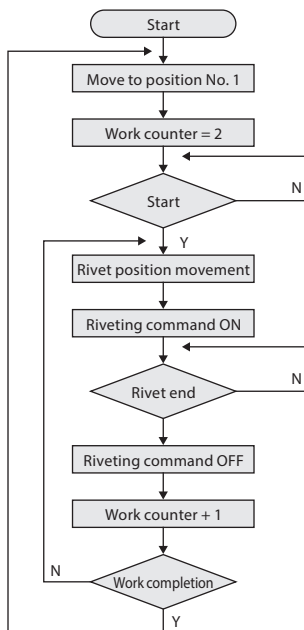 Start
Move to position No. 1
Work counter = 2
Start
N
Y
Rivet position movement
Riveting command ON
Rivet end
N
Riveting command OFF
Work counter + 1
Work completion
N
Y